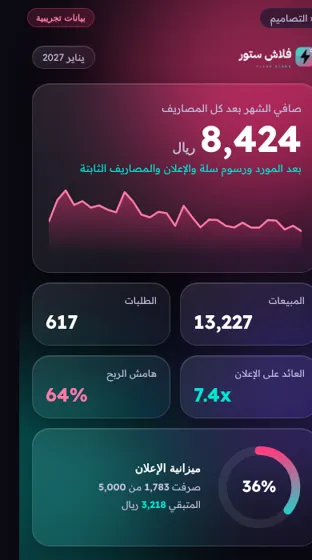 التصاميم
بيانات تجريبية
فلاش ستور
يناير 2027
صافي الشهر بعد كل المصاريف
8,424 ريال
بعد المورد ورسوم سلة والإعلان والمصاريف الثابتة
المبيعات
13,227
الطلبات
617
العائد على الإعلان
7.4x
هامش الربح
64%
36%
ميزانية الإعلان
صرفت 1,783 من 5,000
المتبقي 3,218 ريال